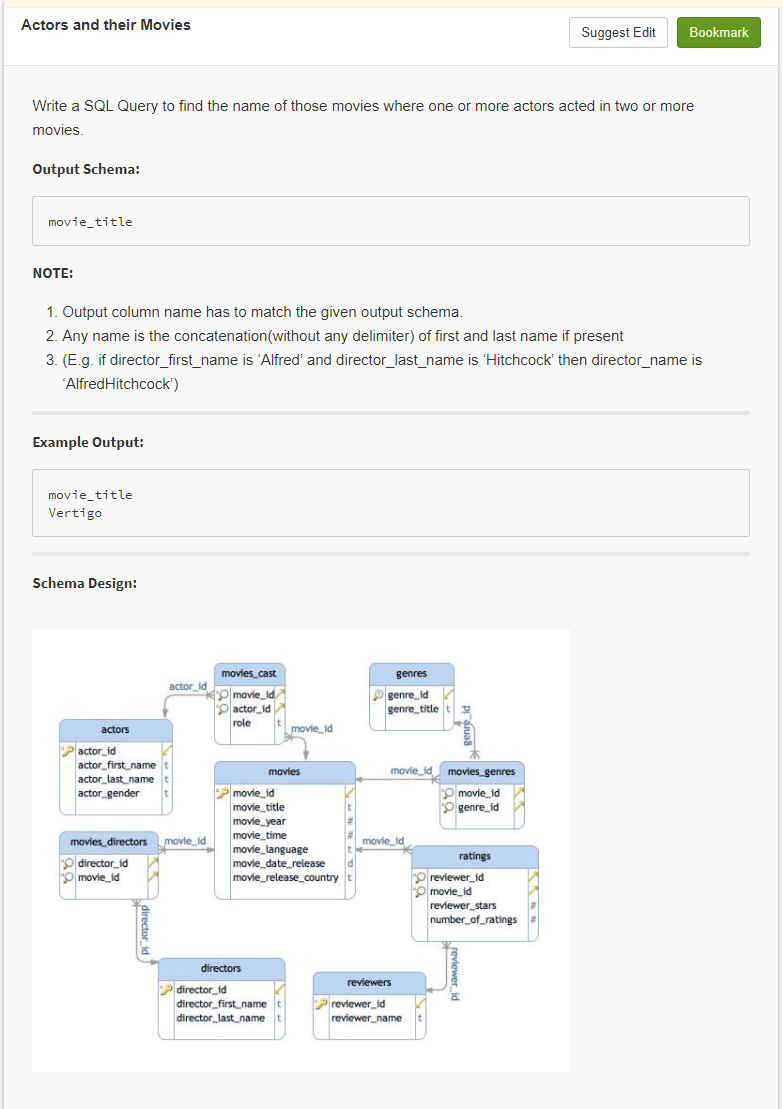 Actors and their Movies
Suggest Edit
Bookmark
Write a SQL Query to find the name of those movies where one or more actors acted in two or more
movies.
Output Schema:
movie_title
NOTE:
1. Output column name has to match the given output schema.
2. Any name is the concatenation(without any delimiter) of first and last name if present
3. (E.g. if director_first_name is ‘Alfred’ and director_last_name is ‘Hitchcock’ then director_name is
‘AlfredHitchcock’)
Example Output:
movie_title
Vertigo
Schema Design:
movies_cast
movie_id
actor_id
role t
actor_id
movie_id
genres
genre_id
genre_title t
genre_id
actors
actor_id
actor_first_name t
actor_last_name t
actor_gender t
movies
movie_id
movie_title t
movie_year #
movie_time #
movie_language t
movie_date_release d
movie_release_country t
movie_id
movies_genres
movie_id
genre_id
movies_directors
director_id
movie_id
movie_id
movie_id
ratings
reviewer_id
movie_id
reviewer_stars #
number_of_ratings #
director_id
reviewer_id
directors
director_id
director_first_name t
director_last_name t
reviewers
reviewer_id
reviewer_name t